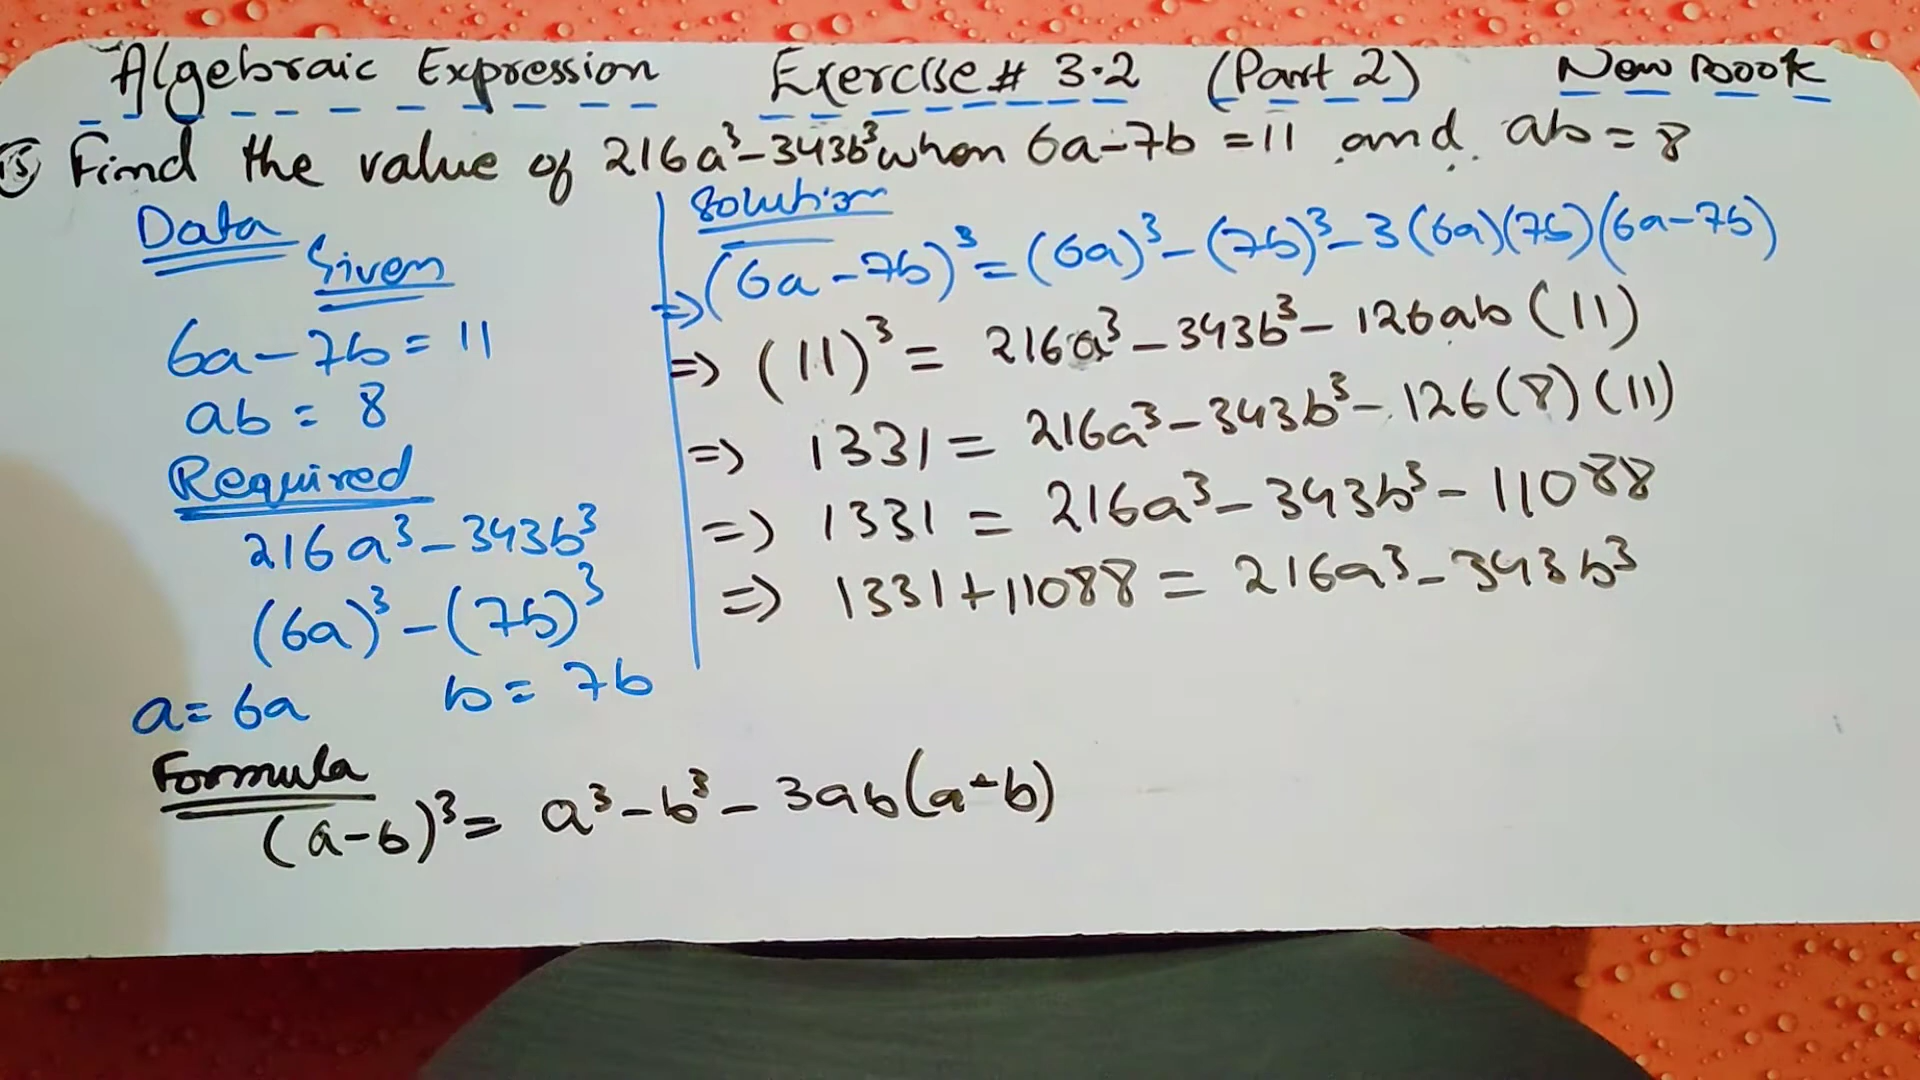 Algebraic Expression Exercise # 3.2 (Part 2) New Book
Find the value of 216a³-343b³ when 6a-7b = 11 and ab = 8
Data
Given
6a-7b = 11
ab = 8
Required
216a³-343b³
(6a)³-(7b)³
a = 6a b = 7b
Formula
(a-b)³ = a³-b³-3ab(a-b)
Solution
=> (6a-7b)³ = (6a)³-(7b)³-3(6a)(7b)(6a-7b)
=> (11)³ = 216a³-343b³-126ab(11)
=> 1331 = 216a³-343b³-126(8)(11)
=> 1331 = 216a³-343b³-11088
=> 1331+11088 = 216a³-343b³